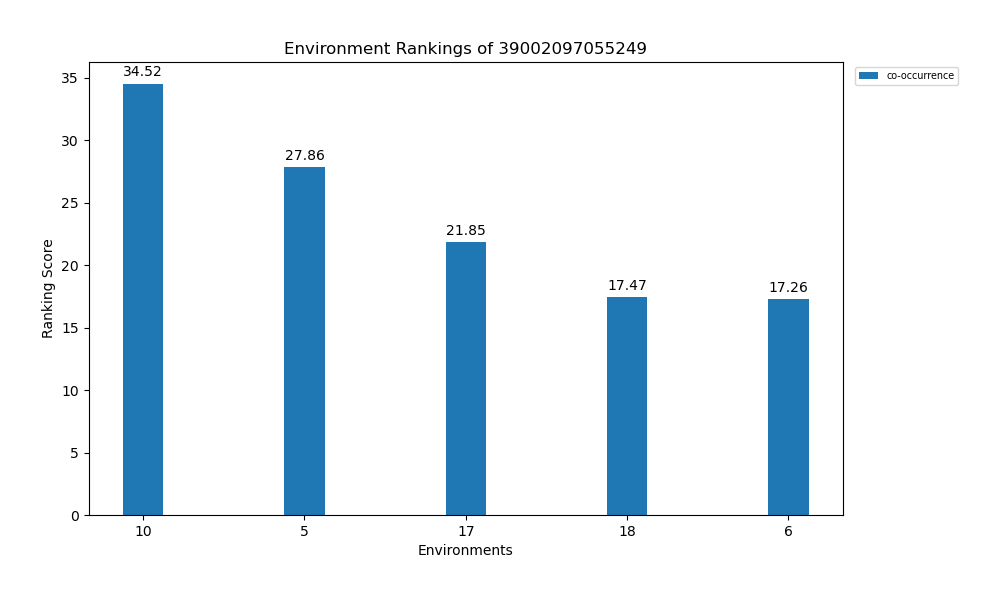 Environment Rankings of 39002097055249
co-occurrence
34.52
27.86
21.85
17.47
17.26
35
30
25
20
15
10
5
0
Ranking Score
10 5 17 18 6
Environments